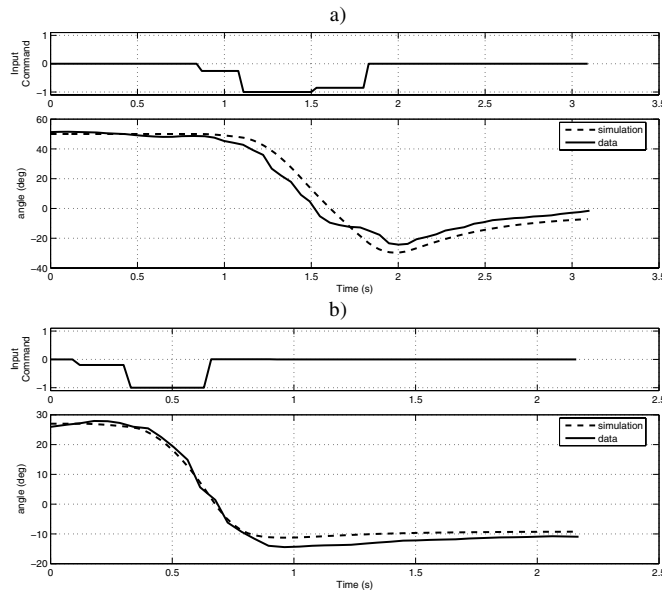 a)
Input Command
1
0
−1
0 0.5 1 1.5 2 2.5 3 3.5
angle (deg)
60
40
20
0
−20
−40
simulation
data
0 0.5 1 1.5 2 2.5 3 3.5
Time (s)
b)
Input Command
1
0
−1
0 0.5 1 1.5 2 2.5
angle (deg)
30
20
10
0
−10
−20
simulation
data
0 0.5 1 1.5 2 2.5
Time (s)